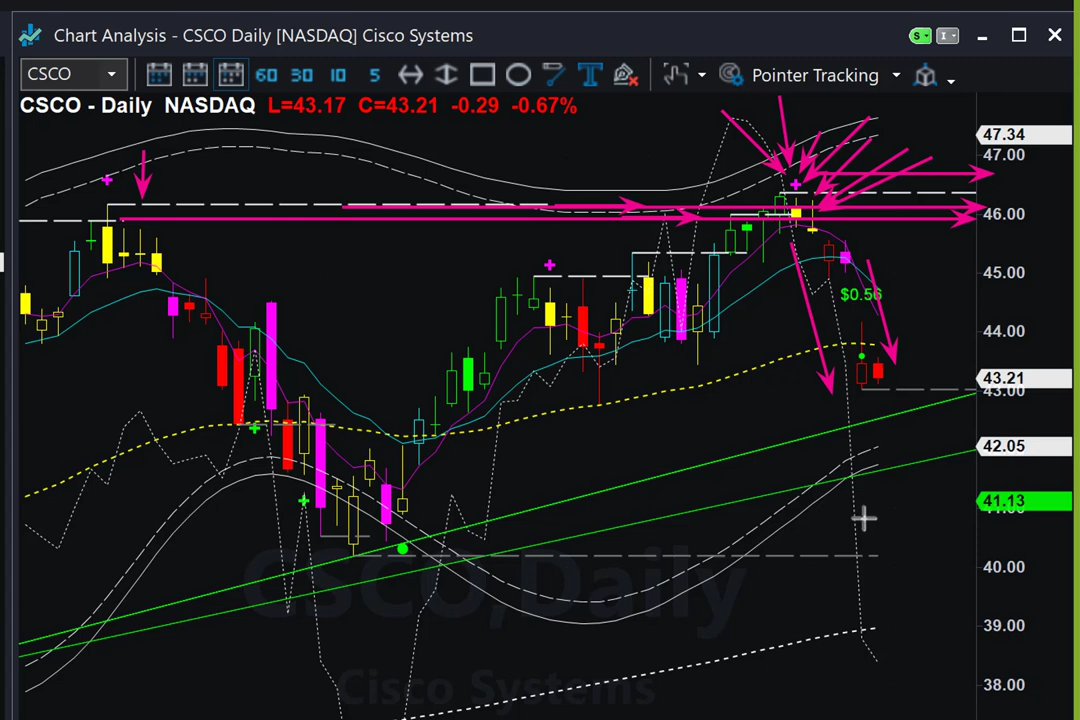 Chart Analysis - CSCO Daily [NASDAQ] Cisco Systems
S I
CSCO 60 30 10 5 T Pointer Tracking
CSCO - Daily NASDAQ L=43.17 C=43.21 -0.29 -0.67%
47.34
47.00
46.00
45.00
$0.56
44.00
43.21
43.00
42.05
41.13
40.00
CSCO,Daily
39.00
Cisco Systems
38.00